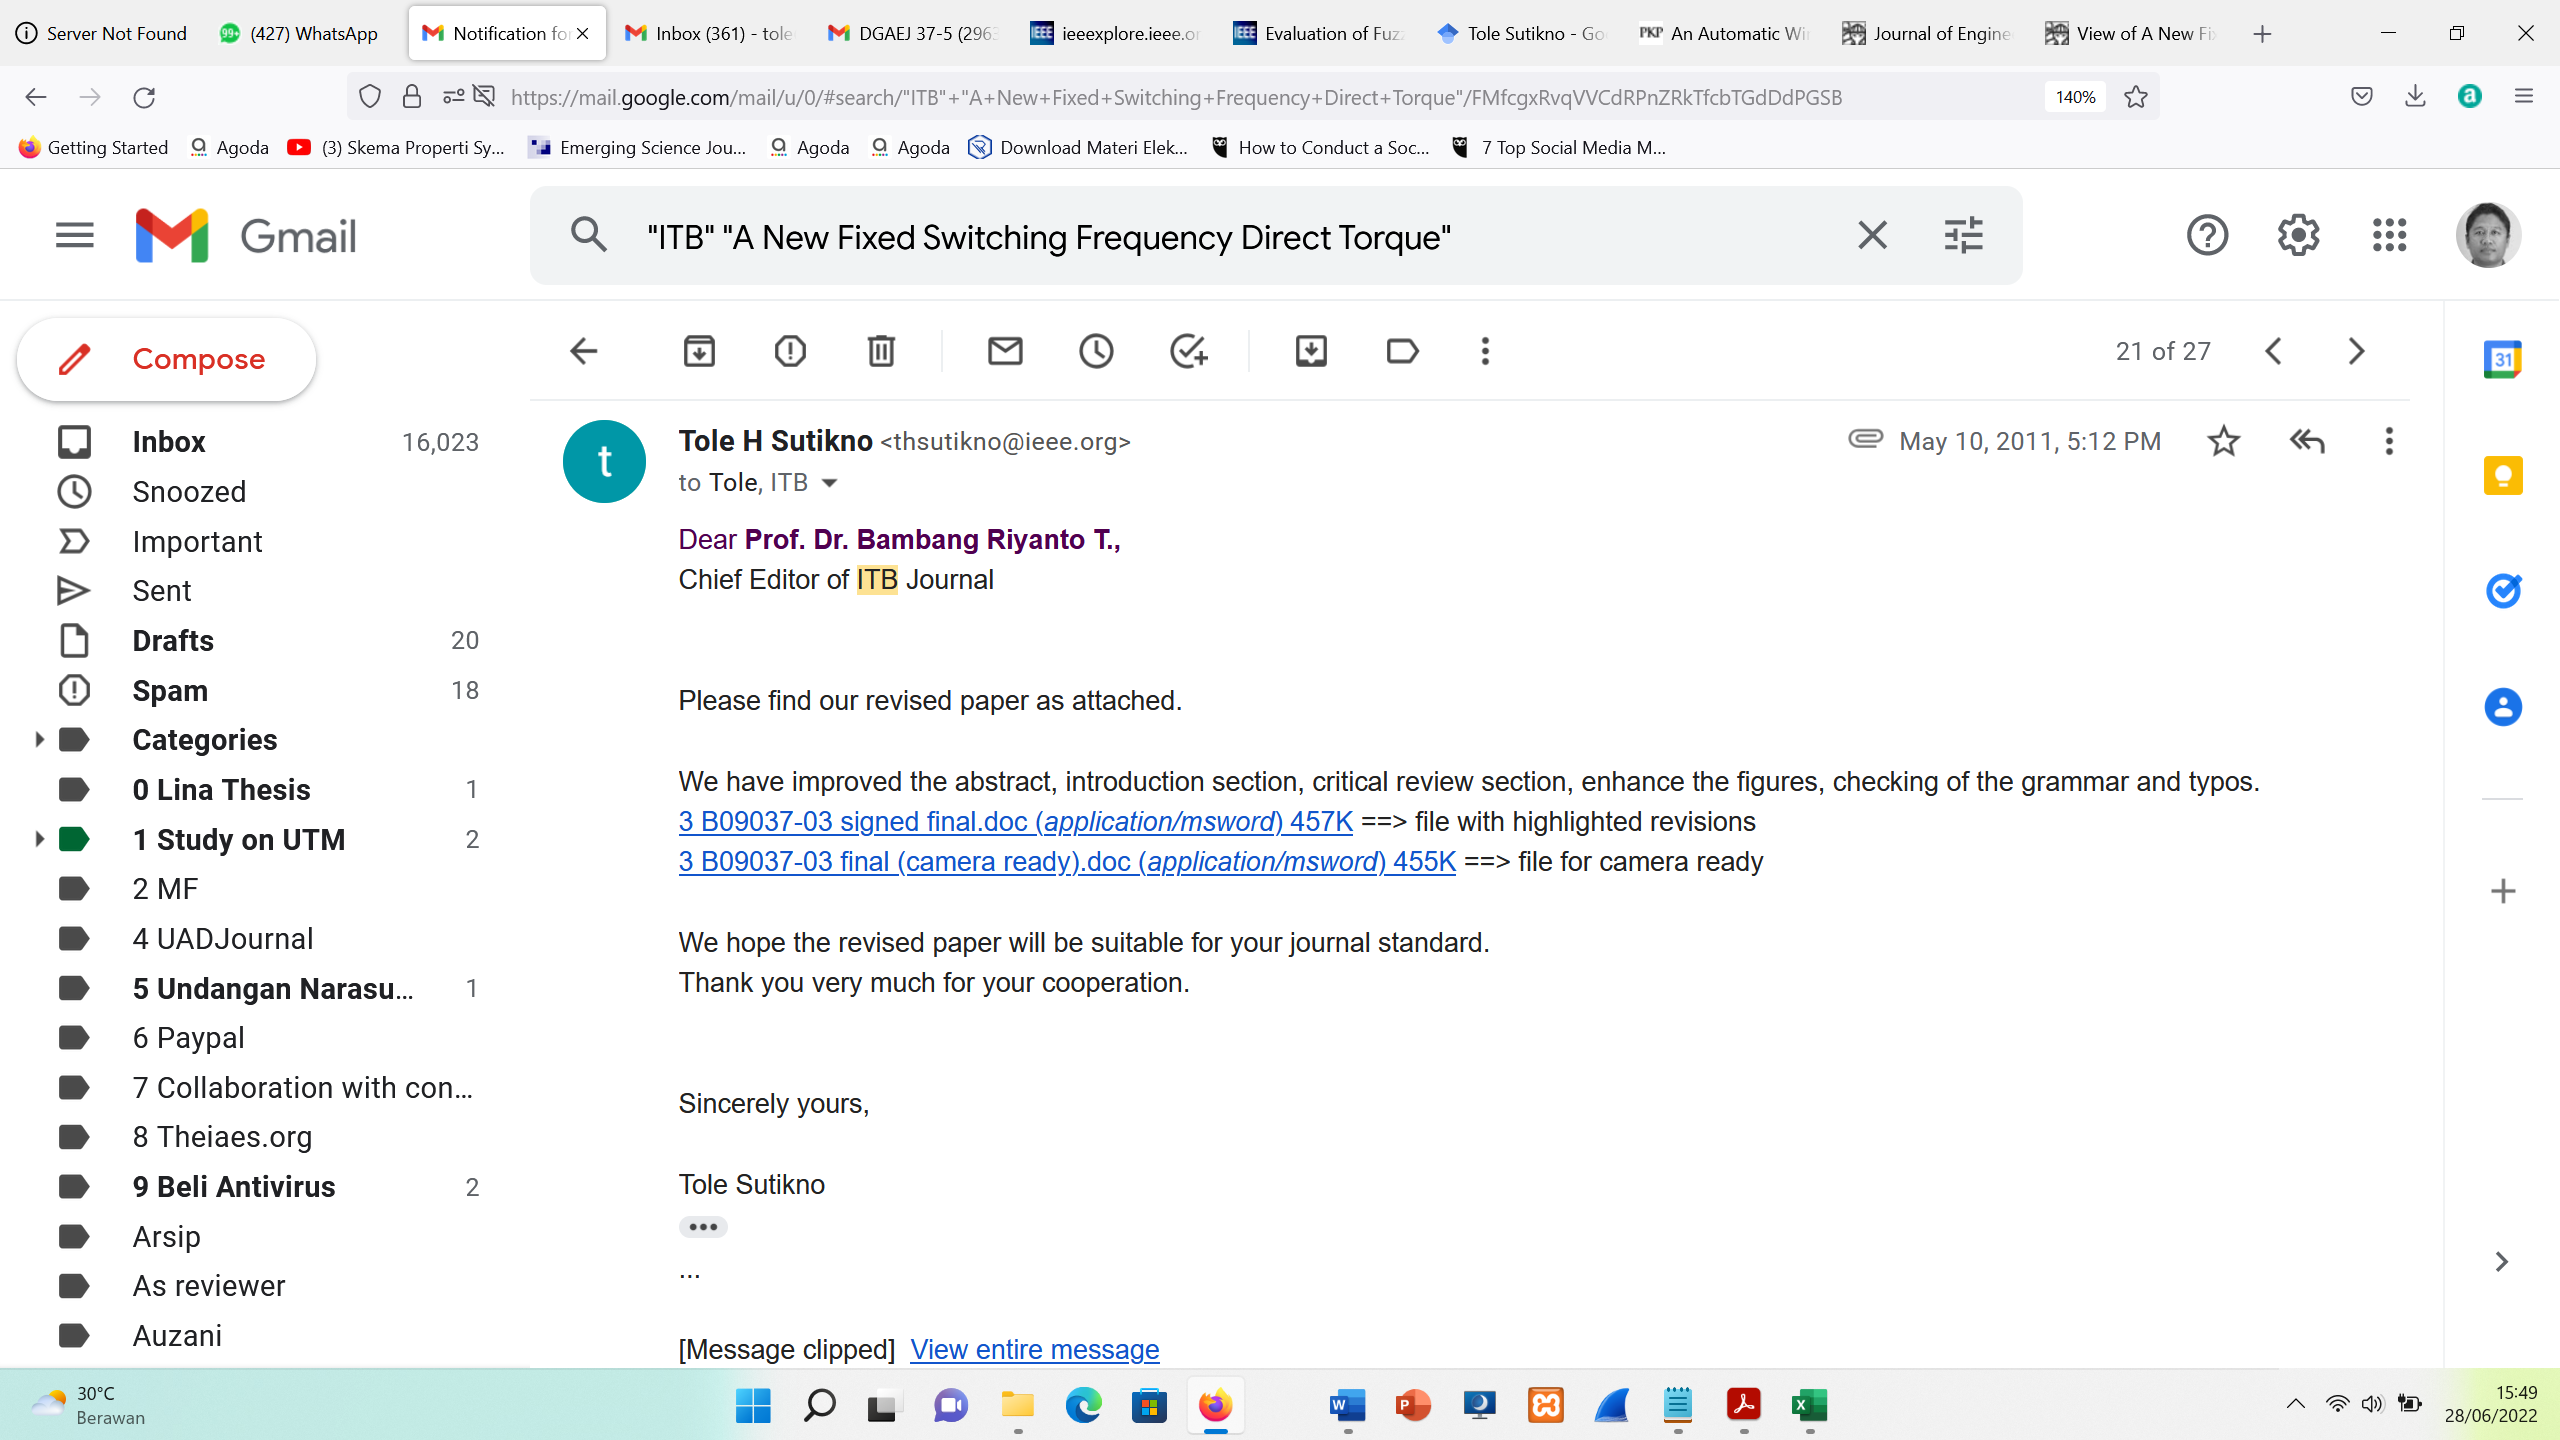 Server Not Found
(427) WhatsApp
Notification fo
Inbox (361) - tole
DGAEJ 37-5 (2963
ieeexplore.ieee.or
Evaluation of Fuz
Tole Sutikno - Go
PKP An Automatic Wi
Journal of Engine
View of A New Fi
https://mail.google.com/mail/u/0/#search/"ITB"+"A+New+Fixed+Switching+Frequency+Direct+Torque"/FMfcgxRvqVVCdRPnZRkTfcbTGdDdPGSB
140%
Getting Started
Agoda
(3) Skema Properti Sy...
Emerging Science Jou...
Agoda
Agoda
Download Materi Elek...
How to Conduct a Soc...
7 Top Social Media M...
Gmail
"ITB" "A New Fixed Switching Frequency Direct Torque"
Compose
21 of 27
Inbox 16,023
Snoozed
Important
Sent
Drafts 20
Spam 18
Categories
0 Lina Thesis 1
1 Study on UTM 2
2 MF
4 UADJournal
5 Undangan Narasu... 1
6 Paypal
7 Collaboration with con...
8 Theiaes.org
9 Beli Antivirus 2
Arsip
As reviewer
Auzani
t
Tole H Sutikno <thsutikno@ieee.org>
May 10, 2011, 5:12 PM
to Tole, ITB
Dear Prof. Dr. Bambang Riyanto T.,
Chief Editor of ITB Journal
Please find our revised paper as attached.
We have improved the abstract, introduction section, critical review section, enhance the figures, checking of the grammar and typos.
3 B09037-03 signed final.doc (application/msword) 457K ==> file with highlighted revisions
3 B09037-03 final (camera ready).doc (application/msword) 455K ==> file for camera ready
We hope the revised paper will be suitable for your journal standard.
Thank you very much for your cooperation.
Sincerely yours,
Tole Sutikno
...
[Message clipped] View entire message
31
30°C
Berawan
15:49
28/06/2022